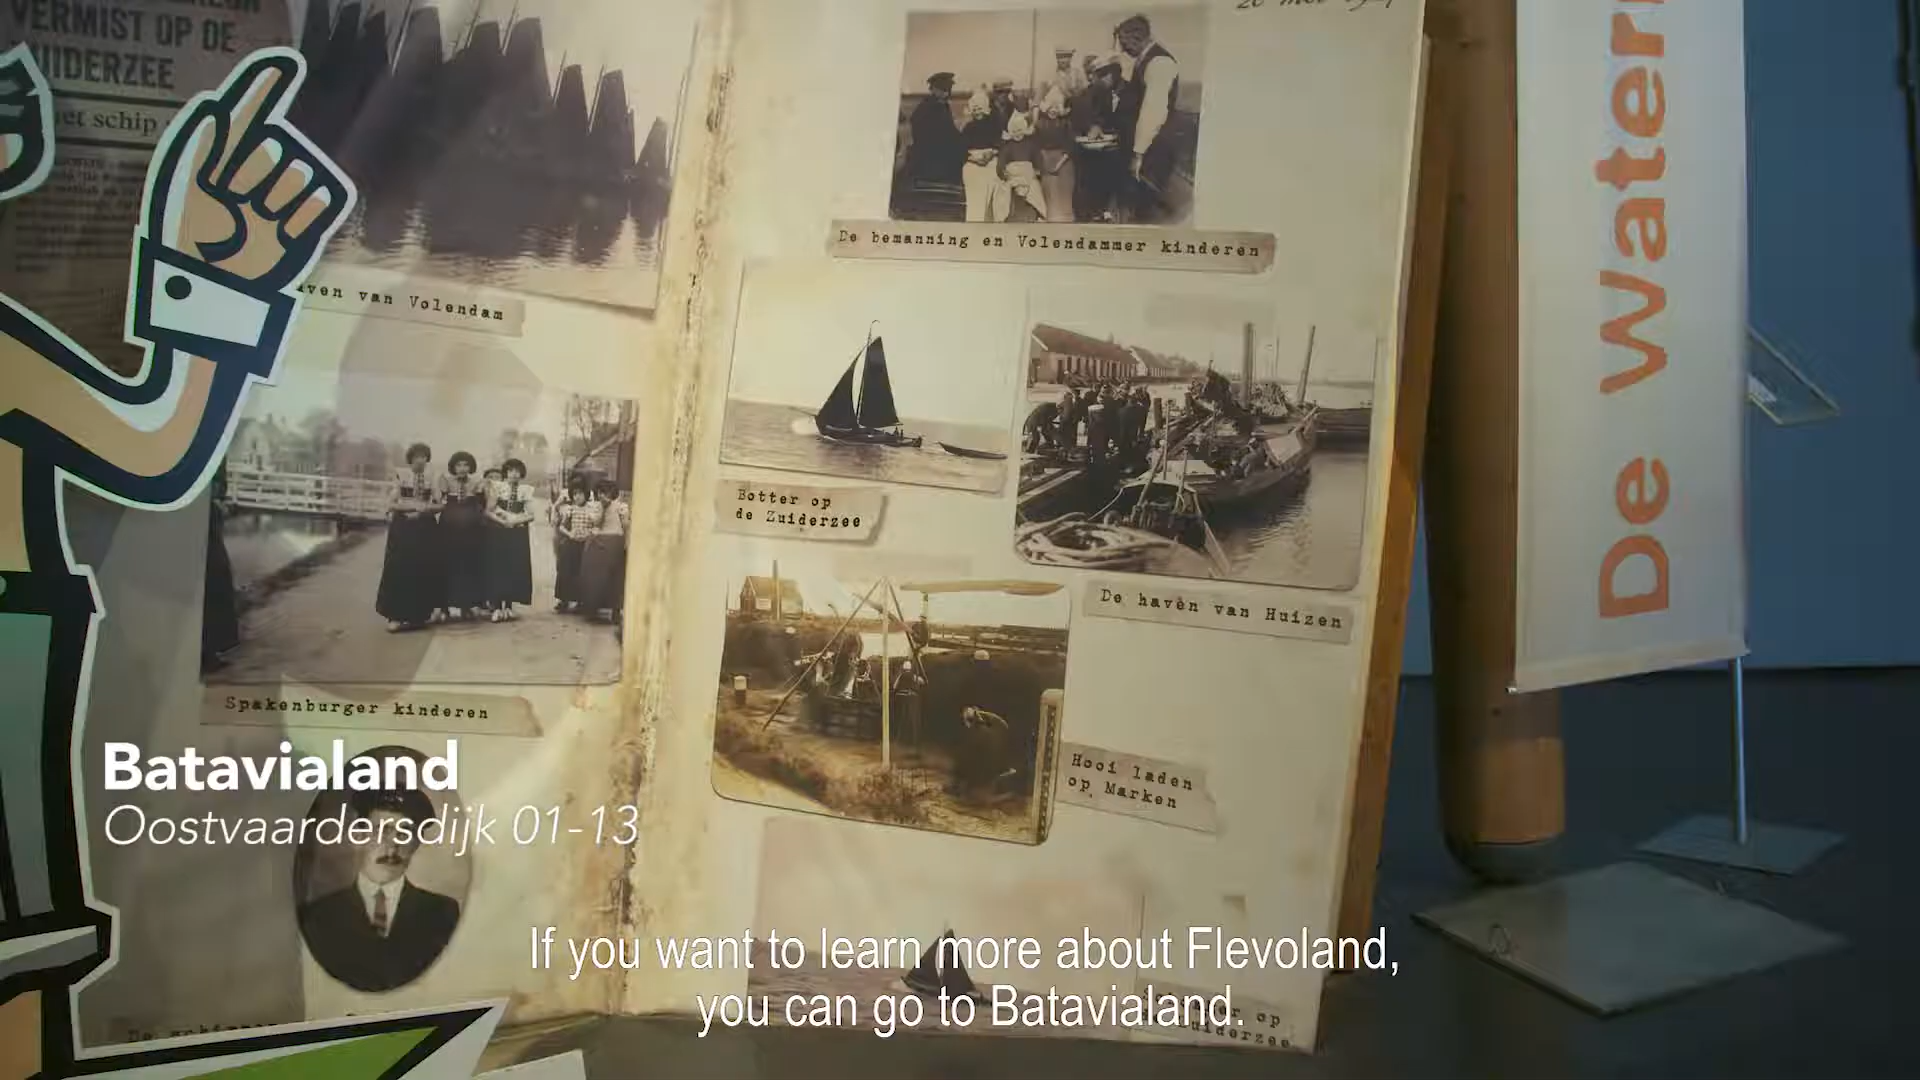 VERMIST OP DE
ZUIDERZEE
schip
van Volendam
De bemanning en Volendammer kinderen
Botter op
de Zuiderzee
De haven van Huizen
Spakenburger kinderen
Hooi laden
op Marken
De Water
Batavialand
Oostvaardersdijk 01-13
If you want to learn more about Flevoland,
you can go to Batavialand.
op
Zuiderzee